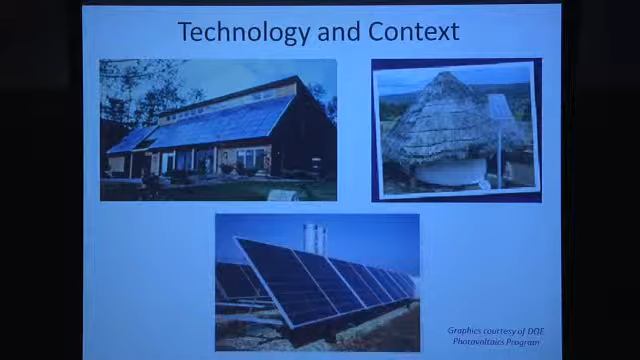 Technology and Context
Graphics courtesy of DOE
Photovoltaics Program